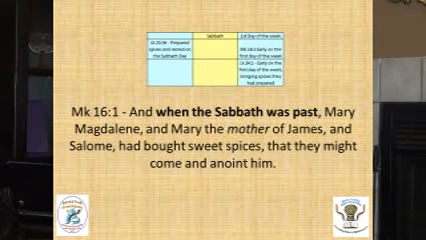 Sabbath
1st Day of the week
Lk 23:56 - Prepared
spices and rested on
the Sabbath Day
Mk 16:2 Early on the
first day of the week
Lk 24:1 - Early on the
first day of the week,
bringing spices they
had prepared
Mk 16:1 - And when the Sabbath was past, Mary
Magdalene, and Mary the mother of James, and
Salome, had bought sweet spices, that they might
come and anoint him.